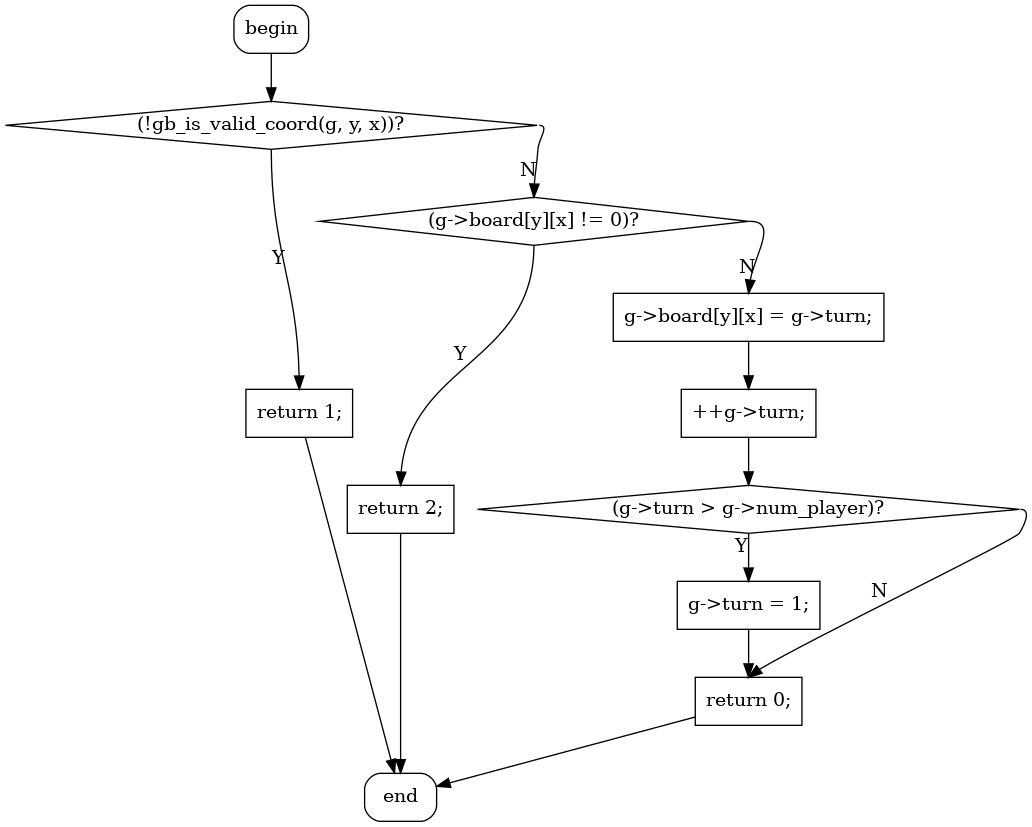 begin
(!gb_is_valid_coord(g, y, x))?
N
(g->board[y][x] != 0)?
Y
N
g->board[y][x] = g->turn;
Y
return 1;
++g->turn;
return 2;
(g->turn > g->num_player)?
Y
N
g->turn = 1;
return 0;
end